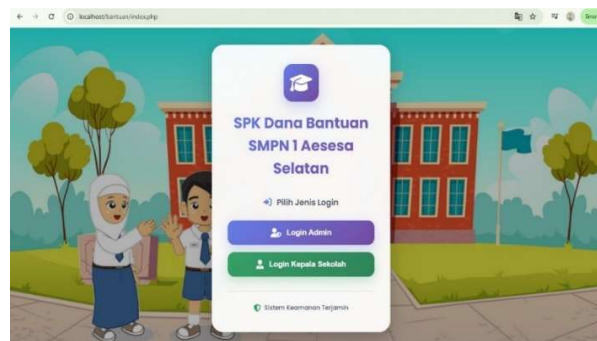 localhost/bantuan/index.php
SPK Dana Bantuan
SMPN 1 Aesesa
Selatan
Pilih Jenis Login
Login Admin
Login Kepala Sekolah
Sistem Keamanan Terjamin